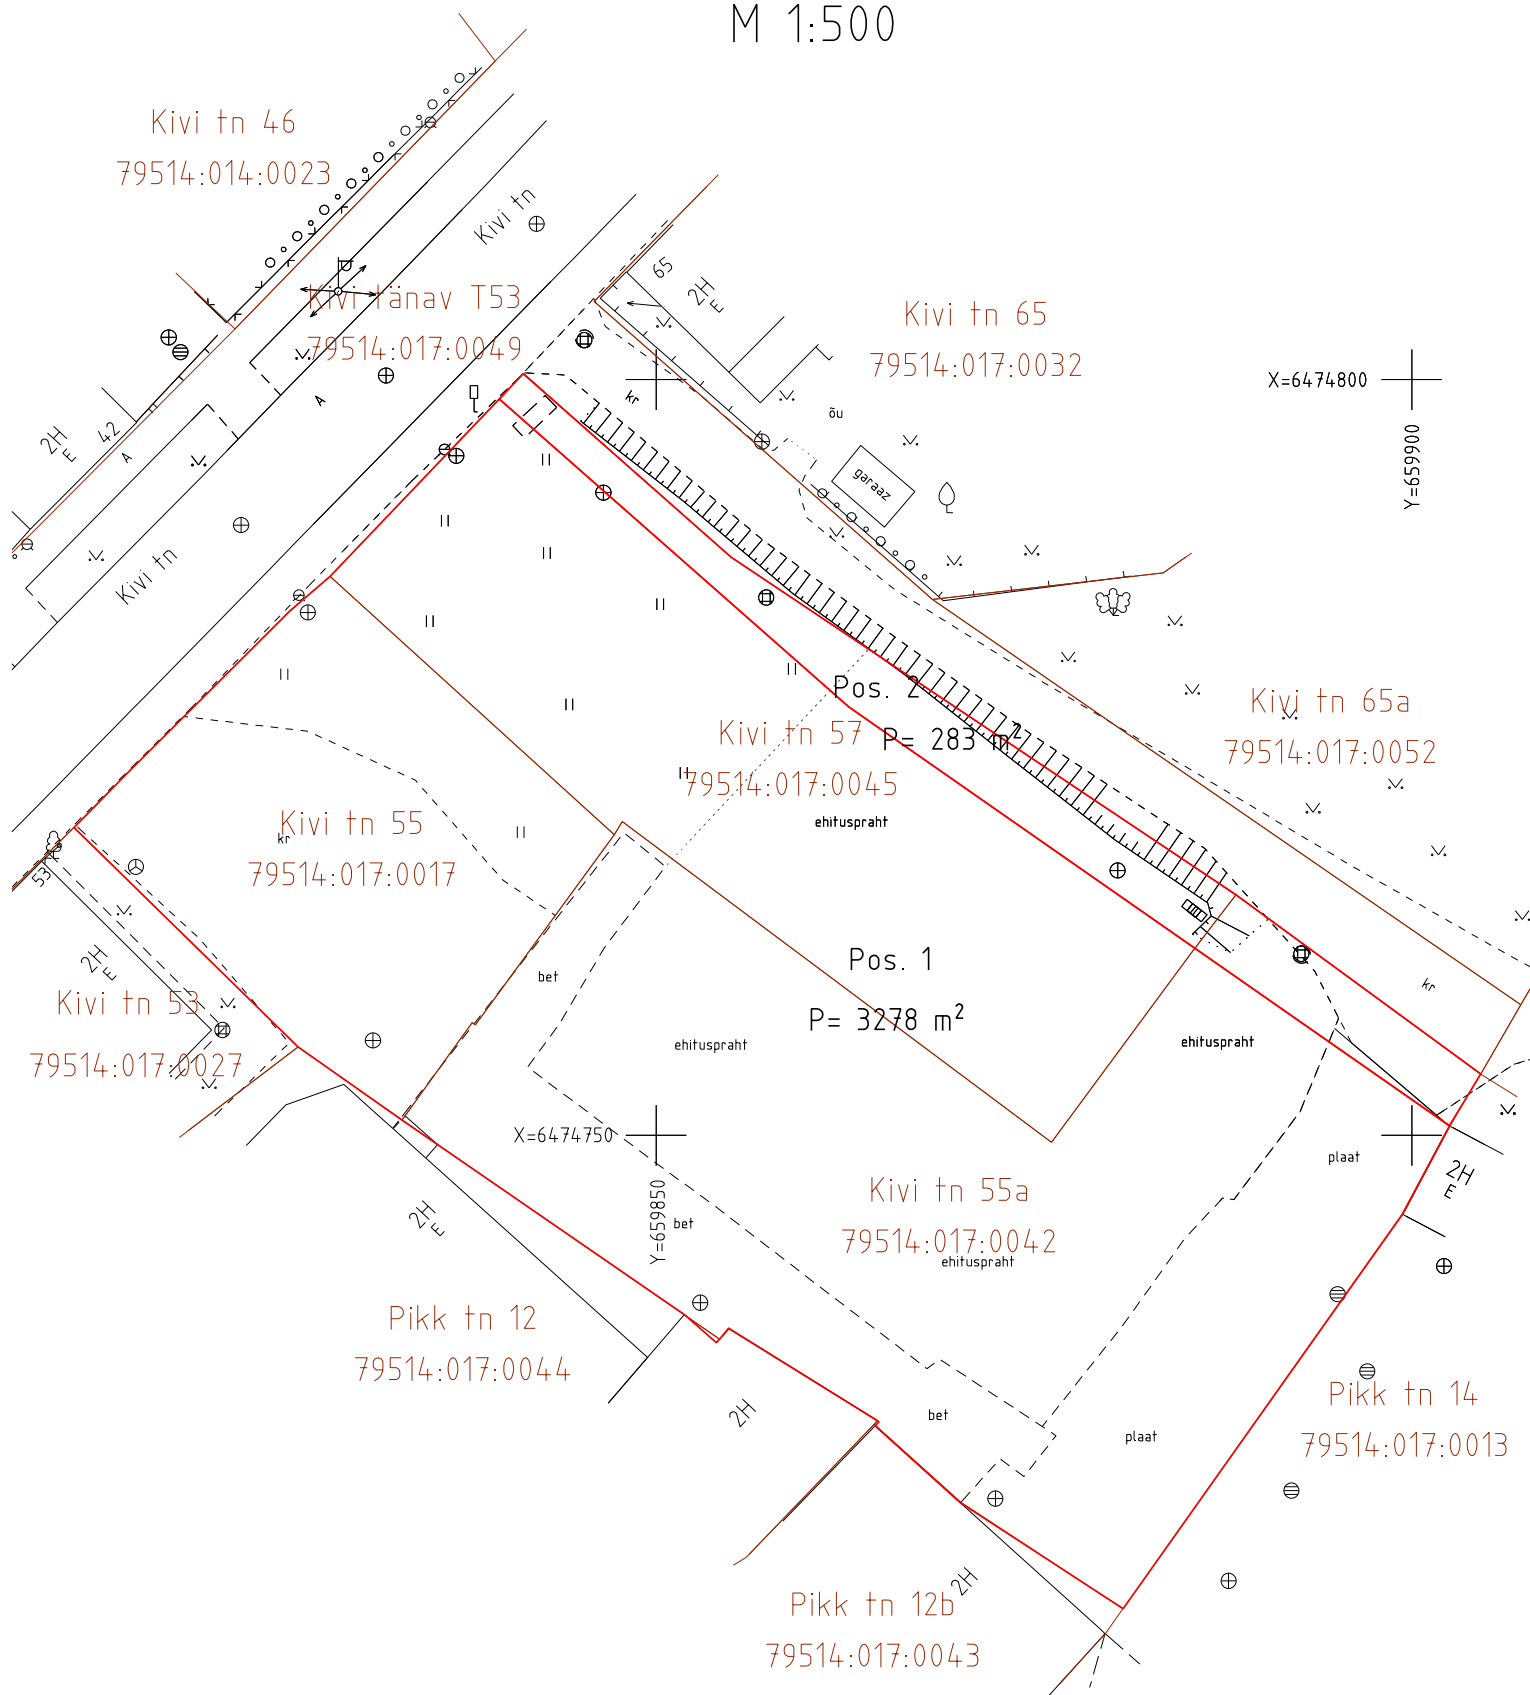 M 1:500
Kivi tn 46
79514:014:0023
Kivi tn
65
2H
E
Kivi tänav T53
79514:017:0049
Kivi tn 65
79514:017:0032
X=6474800
Y=659900
kr
õu
A
42
2H
E
A
garaaz
Kivi tn
Pos. 2
P= 283 m²
Kivi tn 65a
79514:017:0052
Kivi tn 57
79514:017:0045
ehituspraht
Kivi tn 55
kr
79514:017:0017
53
2H
E
Pos. 1
P= 3278 m²
bet
kr
Kivi tn 53
79514:017:0027
ehituspraht
ehituspraht
X=6474750
Y=659850
plaat
2H
E
Kivi tn 55a
79514:017:0042
ehituspraht
2H
E
bet
Pikk tn 12
79514:017:0044
2H
bet
plaat
Pikk tn 14
79514:017:0013
2H
Pikk tn 12b
79514:017:0043